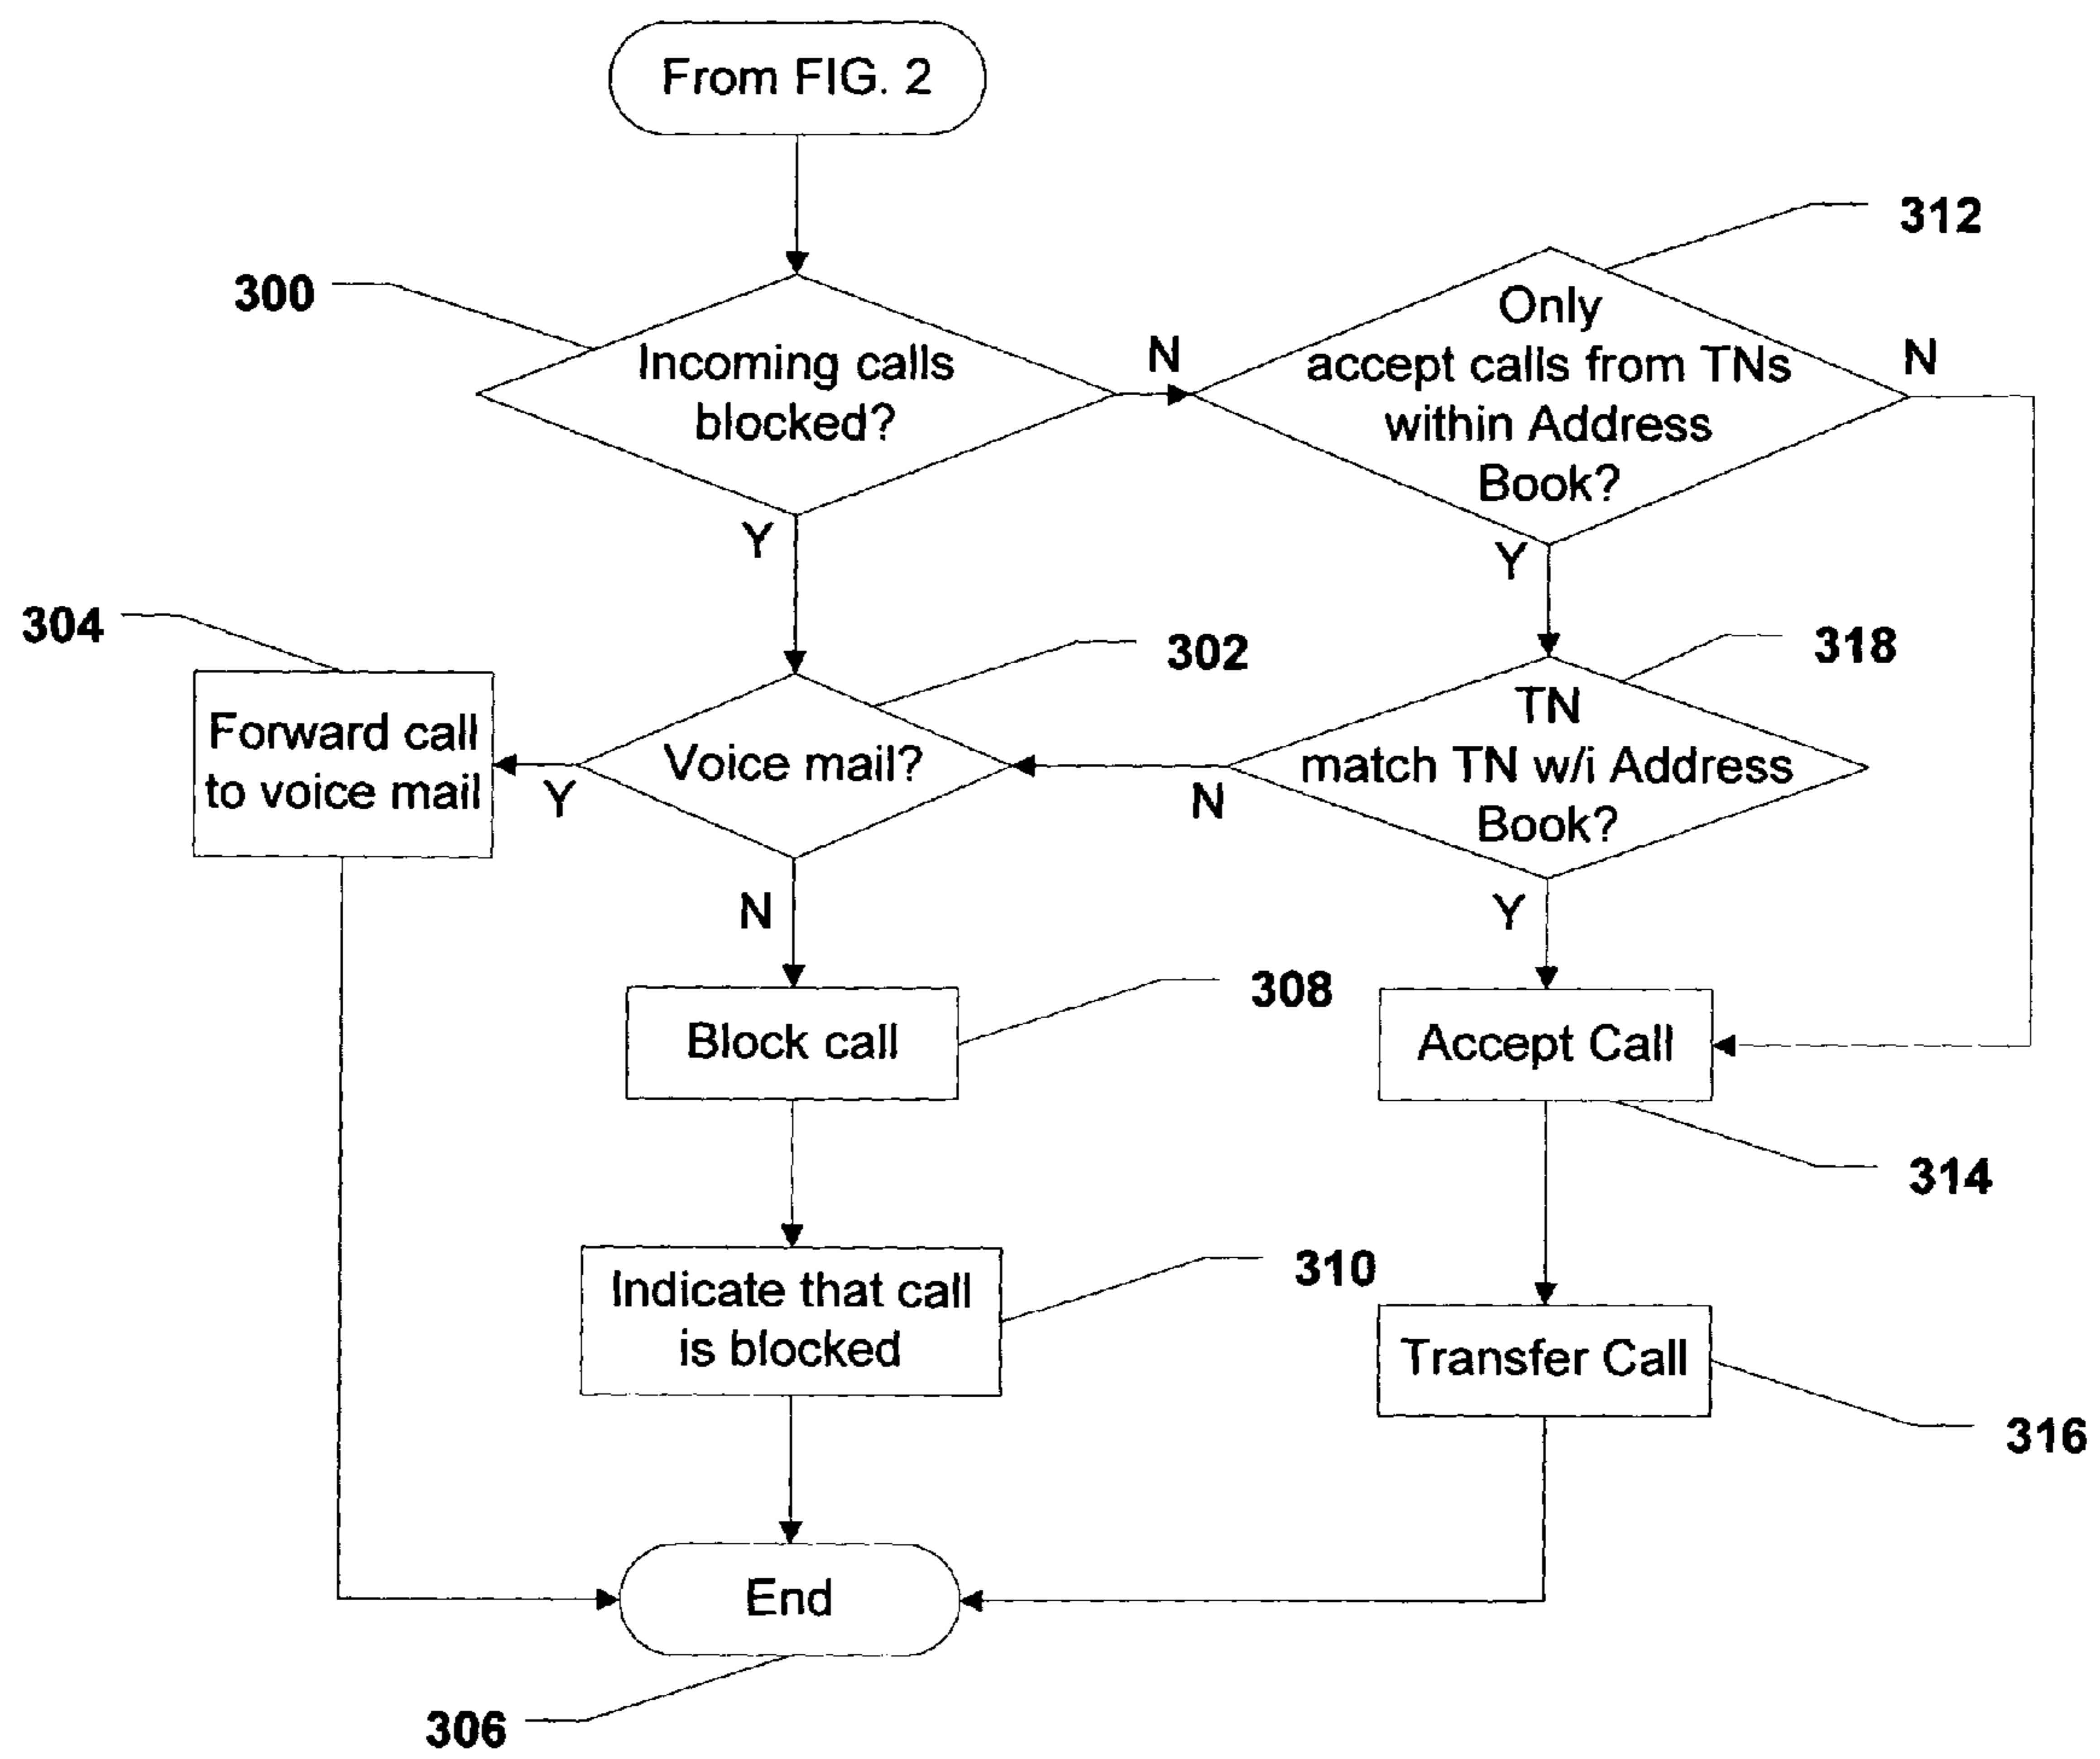 From FIG. 2
312
300
Only
accept calls from TNs
within Address
Book?
Incoming calls
blocked?
N
N
Y
Y
304
302
318
Forward call
to voice mail
Voice mail?
TN
match TN w/i Address
Book?
Y
N
N
Y
308
Block call
Accept Call
314
310
Indicate that call
is blocked
Transfer Call
316
End
306